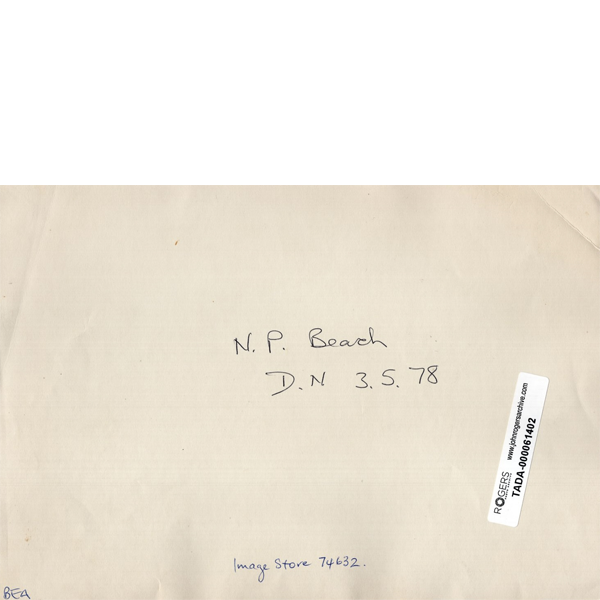 N.P. Beach
D.N 3.5.78
ROGERS
www.johnrogersarchive.com
TADA-000061402
Image Store 74632.
BEA